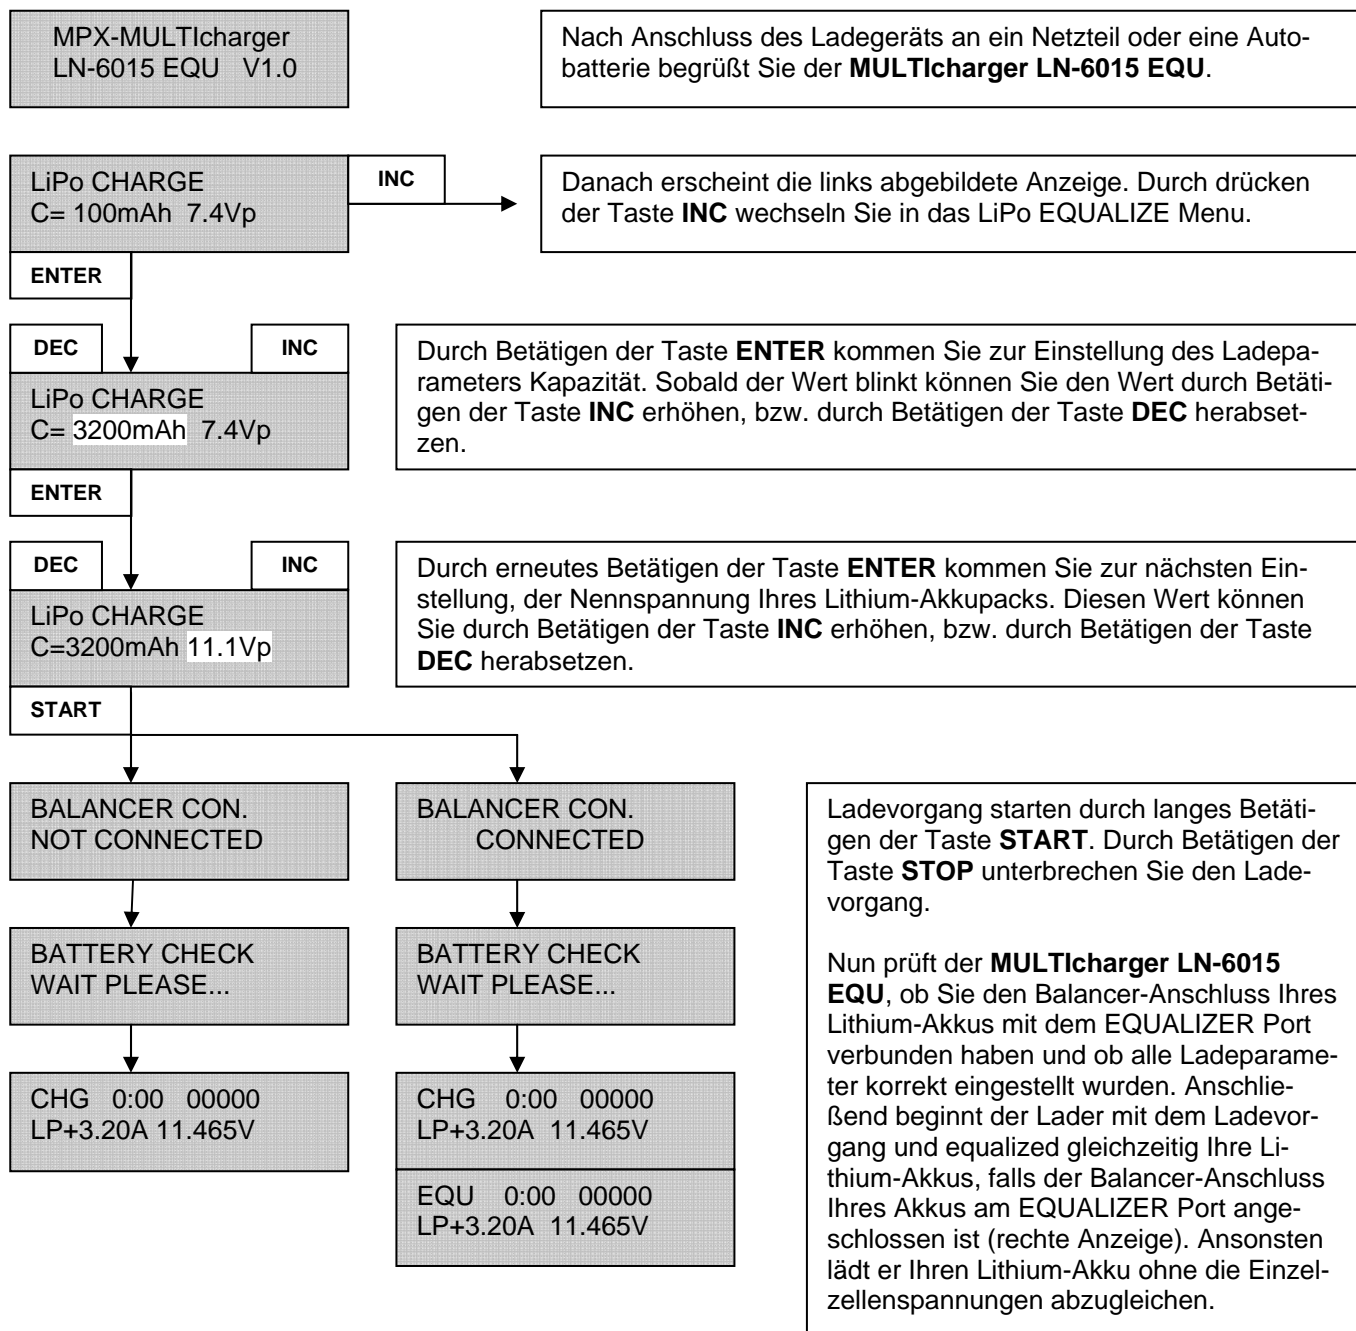 MPX-MULTIcharger
LN-6015 EQU V1.0
Nach Anschluss des Ladegeräts an ein Netzteil oder eine Auto-
batterie begrüßt Sie der MULTIcharger LN-6015 EQU.
LiPo CHARGE
C= 100mAh 7.4Vp
INC
Danach erscheint die links abgebildete Anzeige. Durch drücken
der Taste INC wechseln Sie in das LiPo EQUALIZE Menu.
ENTER
DEC
INC
LiPo CHARGE
C= 3200mAh 7.4Vp
Durch Betätigen der Taste ENTER kommen Sie zur Einstellung des Ladepa-
rameters Kapazität. Sobald der Wert blinkt können Sie den Wert durch Betäti-
gen der Taste INC erhöhen, bzw. durch Betätigen der Taste DEC herabset-
zen.
ENTER
DEC
INC
LiPo CHARGE
C=3200mAh 11.1Vp
Durch erneutes Betätigen der Taste ENTER kommen Sie zur nächsten Ein-
stellung, der Nennspannung Ihres Lithium-Akkupacks. Diesen Wert können
Sie durch Betätigen der Taste INC erhöhen, bzw. durch Betätigen der Taste
DEC herabsetzen.
START
BALANCER CON.
NOT CONNECTED
BATTERY CHECK
WAIT PLEASE...
CHG 0:00 00000
LP+3.20A 11.465V
BALANCER CON.
CONNECTED
BATTERY CHECK
WAIT PLEASE...
CHG 0:00 00000
LP+3.20A 11.465V
EQU 0:00 00000
LP+3.20A 11.465V
Ladevorgang starten durch langes Betäti-
gen der Taste START. Durch Betätigen der
Taste STOP unterbrechen Sie den Lade-
vorgang.
Nun prüft der MULTIcharger LN-6015
EQU, ob Sie den Balancer-Anschluss Ihres
Lithium-Akkus mit dem EQUALIZER Port
verbunden haben und ob alle Ladeparame-
ter korrekt eingestellt wurden. Anschlie-
ßend beginnt der Lader mit dem Ladevor-
gang und equalized gleichzeitig Ihre Li-
thium-Akkus, falls der Balancer-Anschluss
Ihres Akkus am EQUALIZER Port ange-
schlossen ist (rechte Anzeige). Ansonsten
lädt er Ihren Lithium-Akku ohne die Einzel-
zellenspannungen abzugleichen.